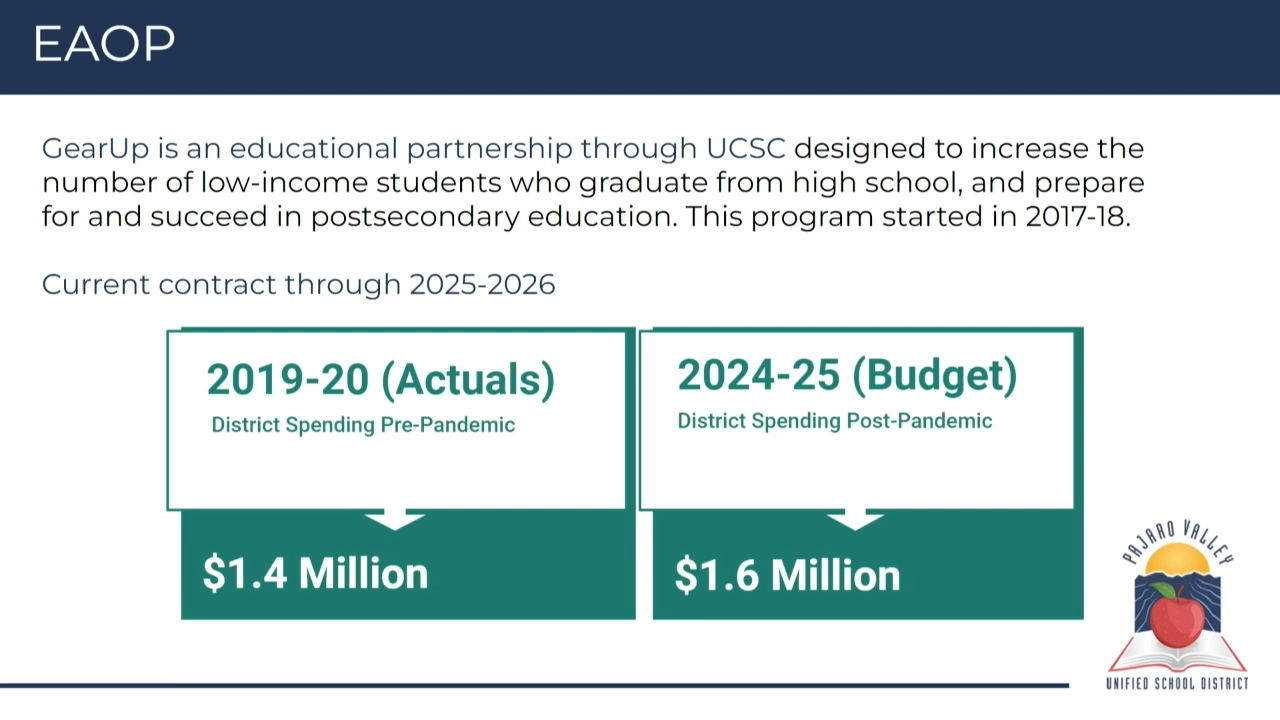 EAOP
GearUp is an educational partnership through UCSC designed to increase the
number of low-income students who graduate from high school, and prepare
for and succeed in postsecondary education. This program started in 2017-18.
Current contract through 2025-2026
2019-20 (Actuals)
District Spending Pre-Pandemic
$1.4 Million
2024-25 (Budget)
District Spending Post-Pandemic
$1.6 Million
PAJARO VALLEY
UNIFIED SCHOOL DISTRICT